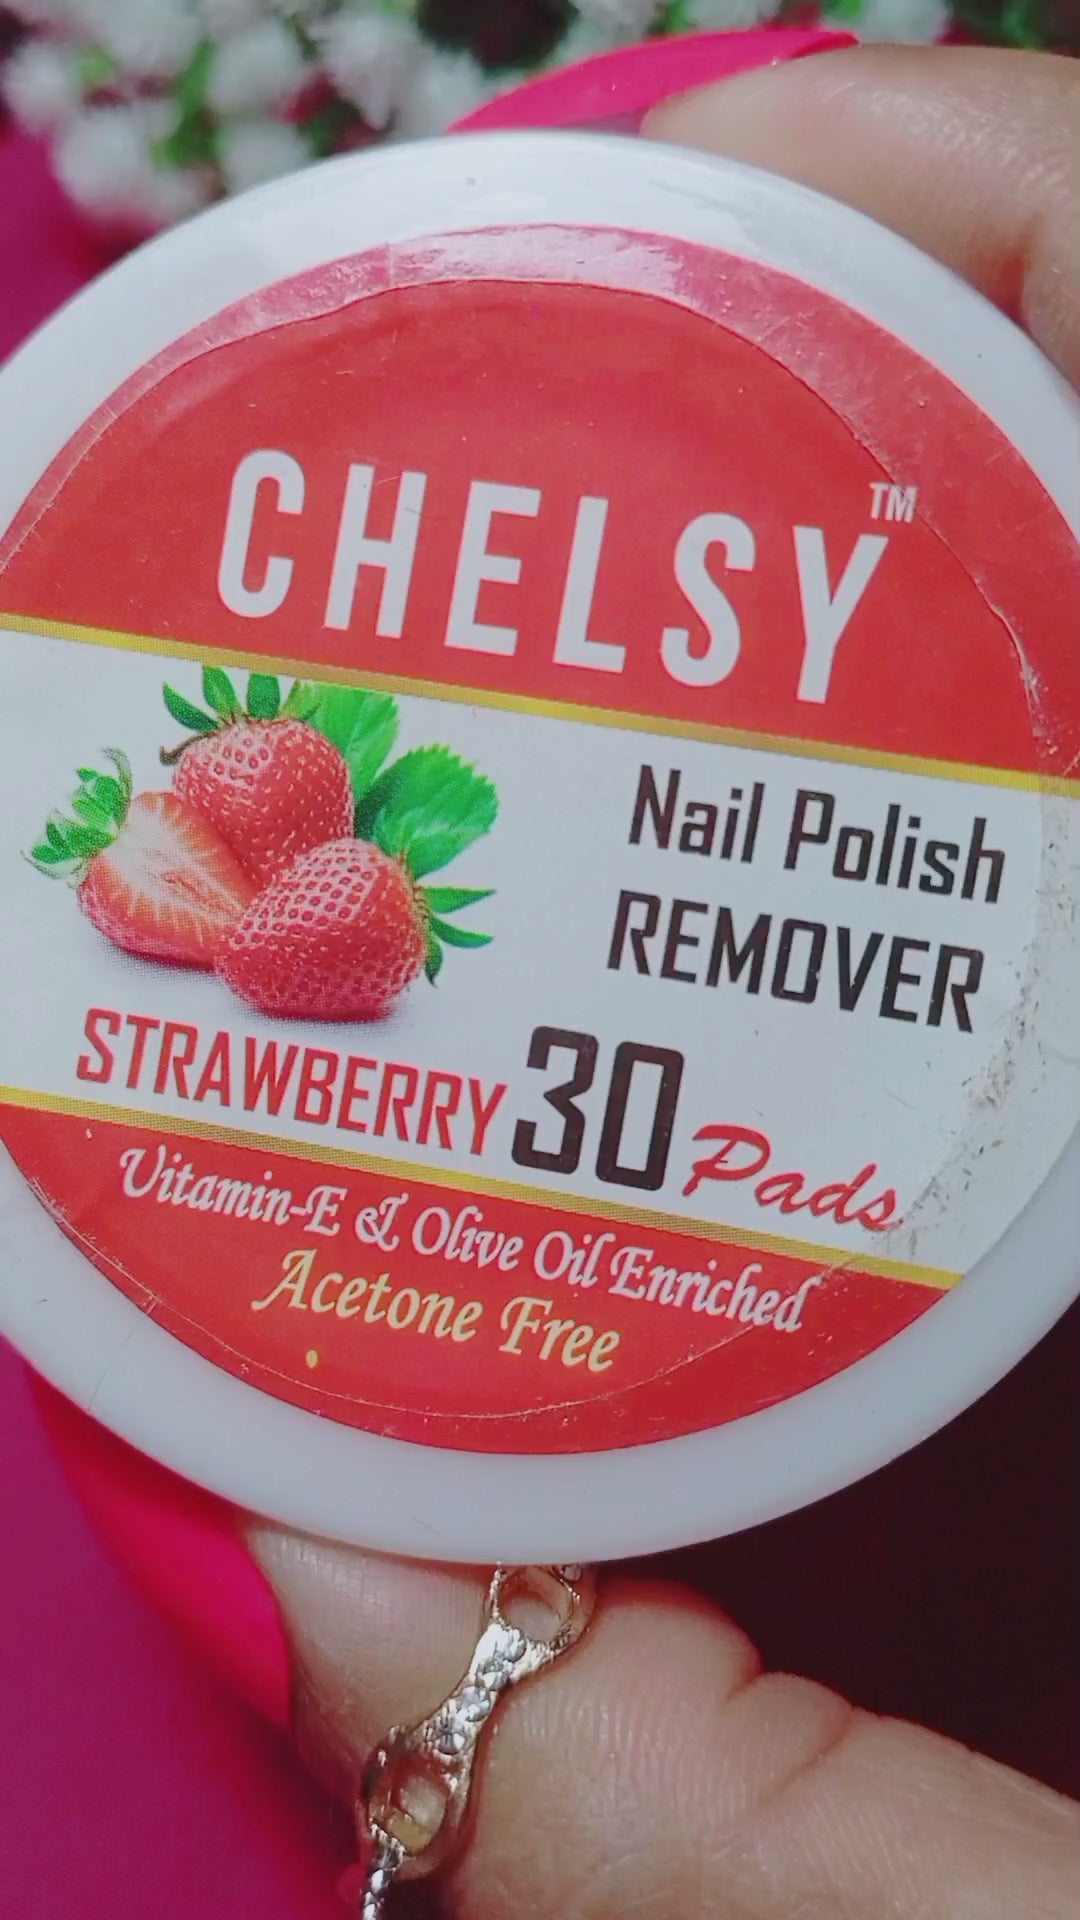 CHELSY™
Nail Polish
REMOVER
STRAWBERRY 30 Pads
Vitamin-E & Olive Oil Enriched
Acetone Free